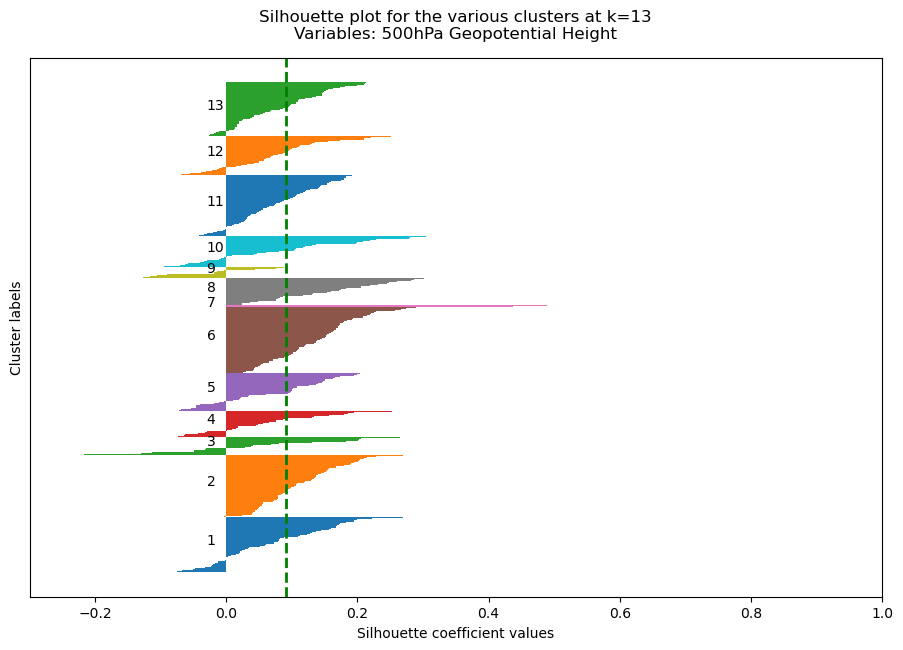 Silhouette plot for the various clusters at k=13
Variables: 500hPa Geopotential Height
Cluster labels
13
12
11
10
9
8
7
6
5
4
3
2
1
−0.2 0.0 0.2 0.4 0.6 0.8 1.0
Silhouette coefficient values